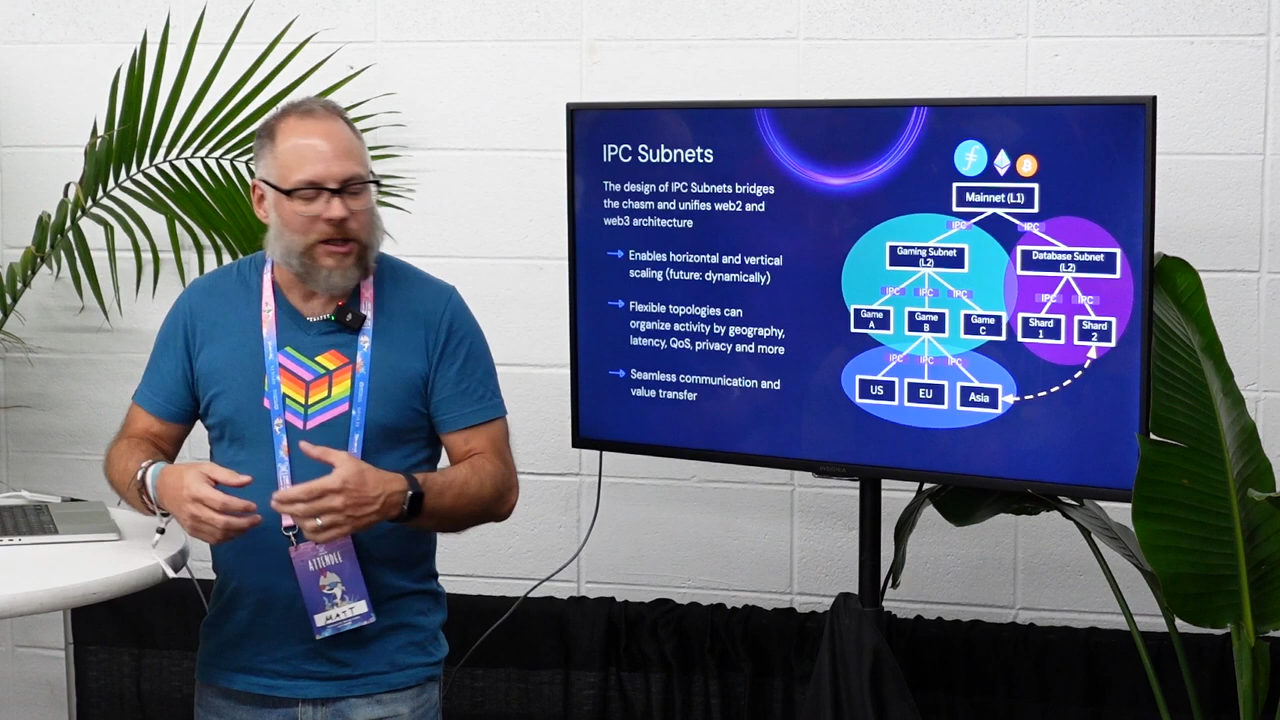 IPC Subnets
The design of IPC Subnets bridges
the chasm and unifies web2 and
web3 architecture
Enables horizontal and vertical
scaling (future: dynamically)
Flexible topologies can
organize activity by geography,
latency, QoS, privacy and more
Seamless communication and
value transfer
Mainnet (L1)
IPC
IPC
Gaming Subnet
(L2)
Database Subnet
(L2)
IPC
IPC
IPC
IPC
IPC
Game
A
Game
B
Game
C
Shard
1
Shard
2
IPC
IPC
IPC
US
EU
Asia
INSIGNIA
ATTENDEE
MATT